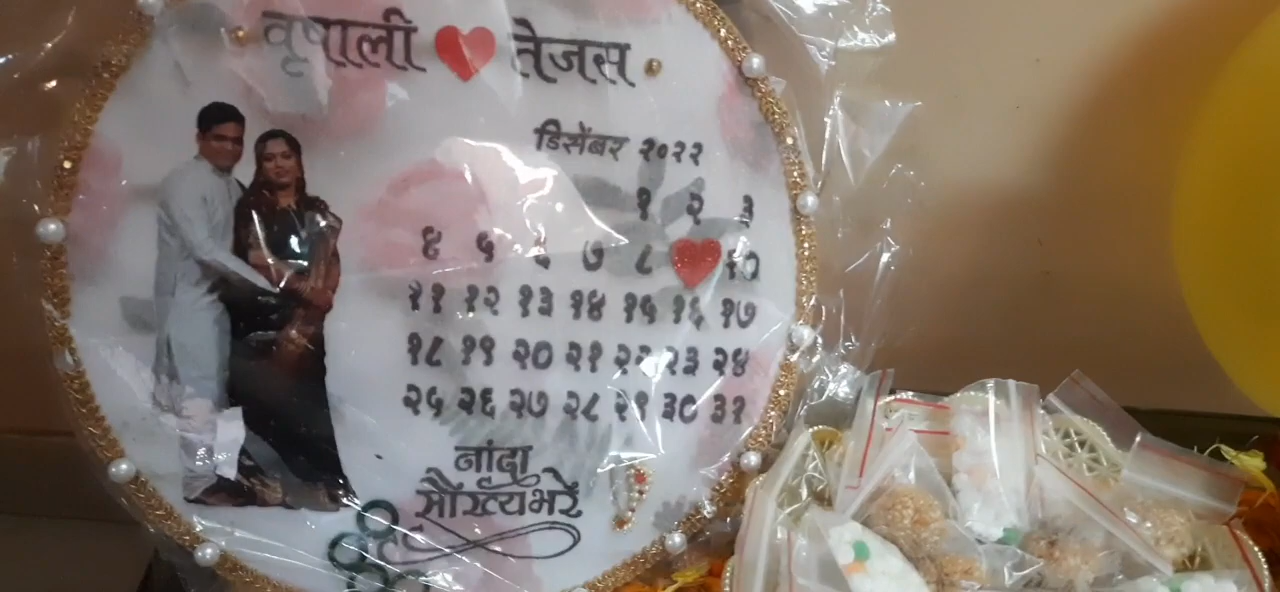 वृषाली तेजस
डिसेंबर २०२२
१ २ ३
४ ५ ६ ७ ८ १०
११ १२ १३ १४ १५ १६ १७
१८ १९ २० २१ २२ २३ २४
२५ २६ २७ २८ २९ ३० ३१
नांदा
सौख्यभरे